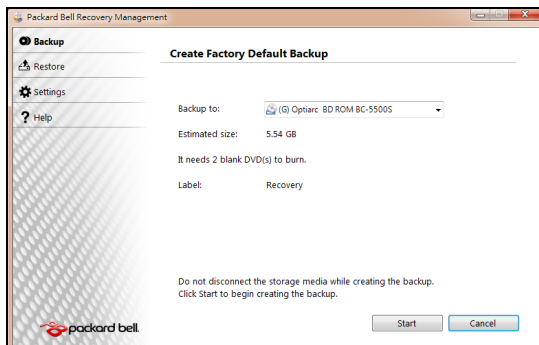 Packard Bell Recovery Management
Backup
Restore
Settings
Help
Create Factory Default Backup
Backup to: (G) Optiarc BD ROM BC-5500S
Estimated size: 5.54 GB
It needs 2 blank DVD(s) to burn.
Label: Recovery
Do not disconnect the storage media while creating the backup.
Click Start to begin creating the backup.
packard bell.
Start Cancel